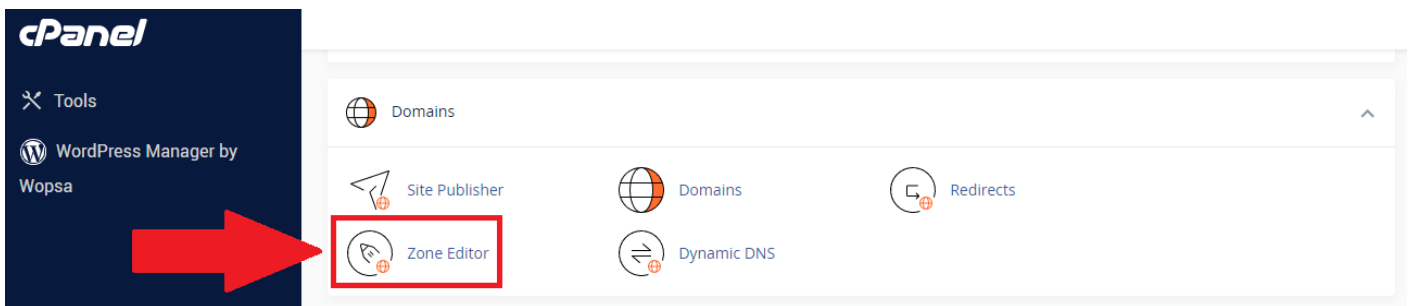 cPanel
Tools
WordPress Manager by
Wopsa
Domains
Site Publisher
Domains
Redirects
Zone Editor
Dynamic DNS